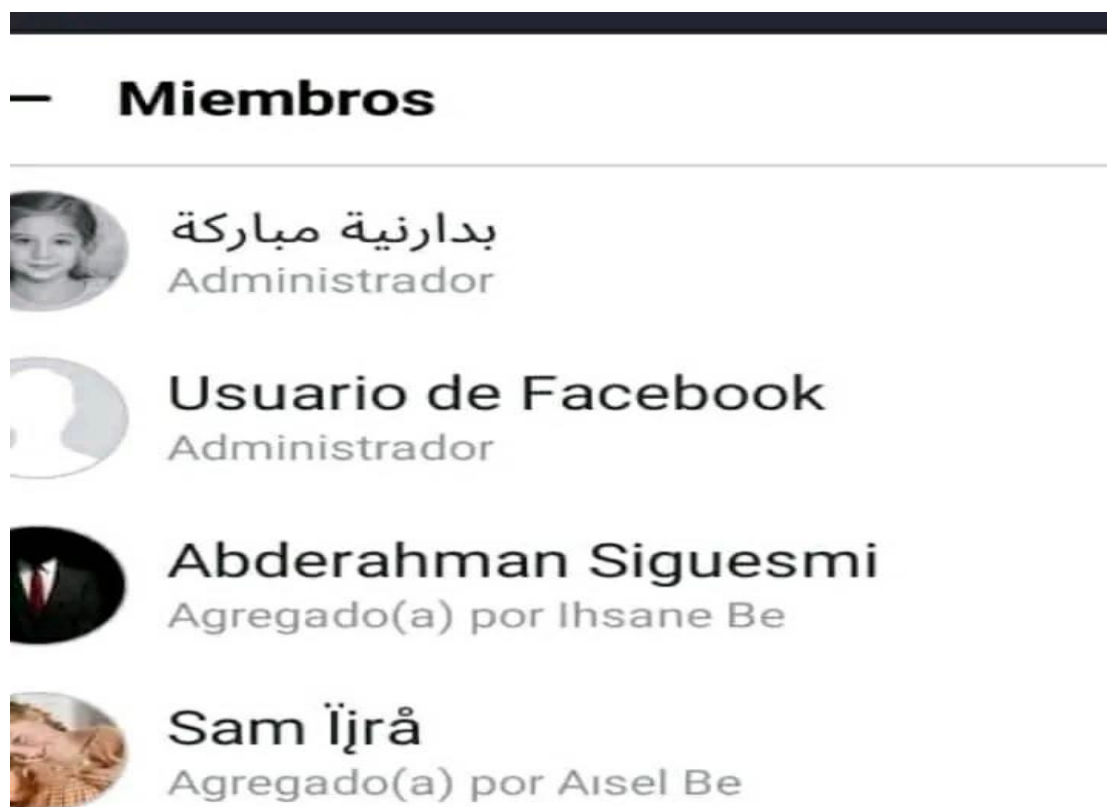 Miembros
بدارنية مباركة
Administrador
Usuario de Facebook
Administrador
Abderahman Siguesmi
Agregado(a) por Ihsane Be
Sam Ïįrå
Agregado(a) por Aısel Be